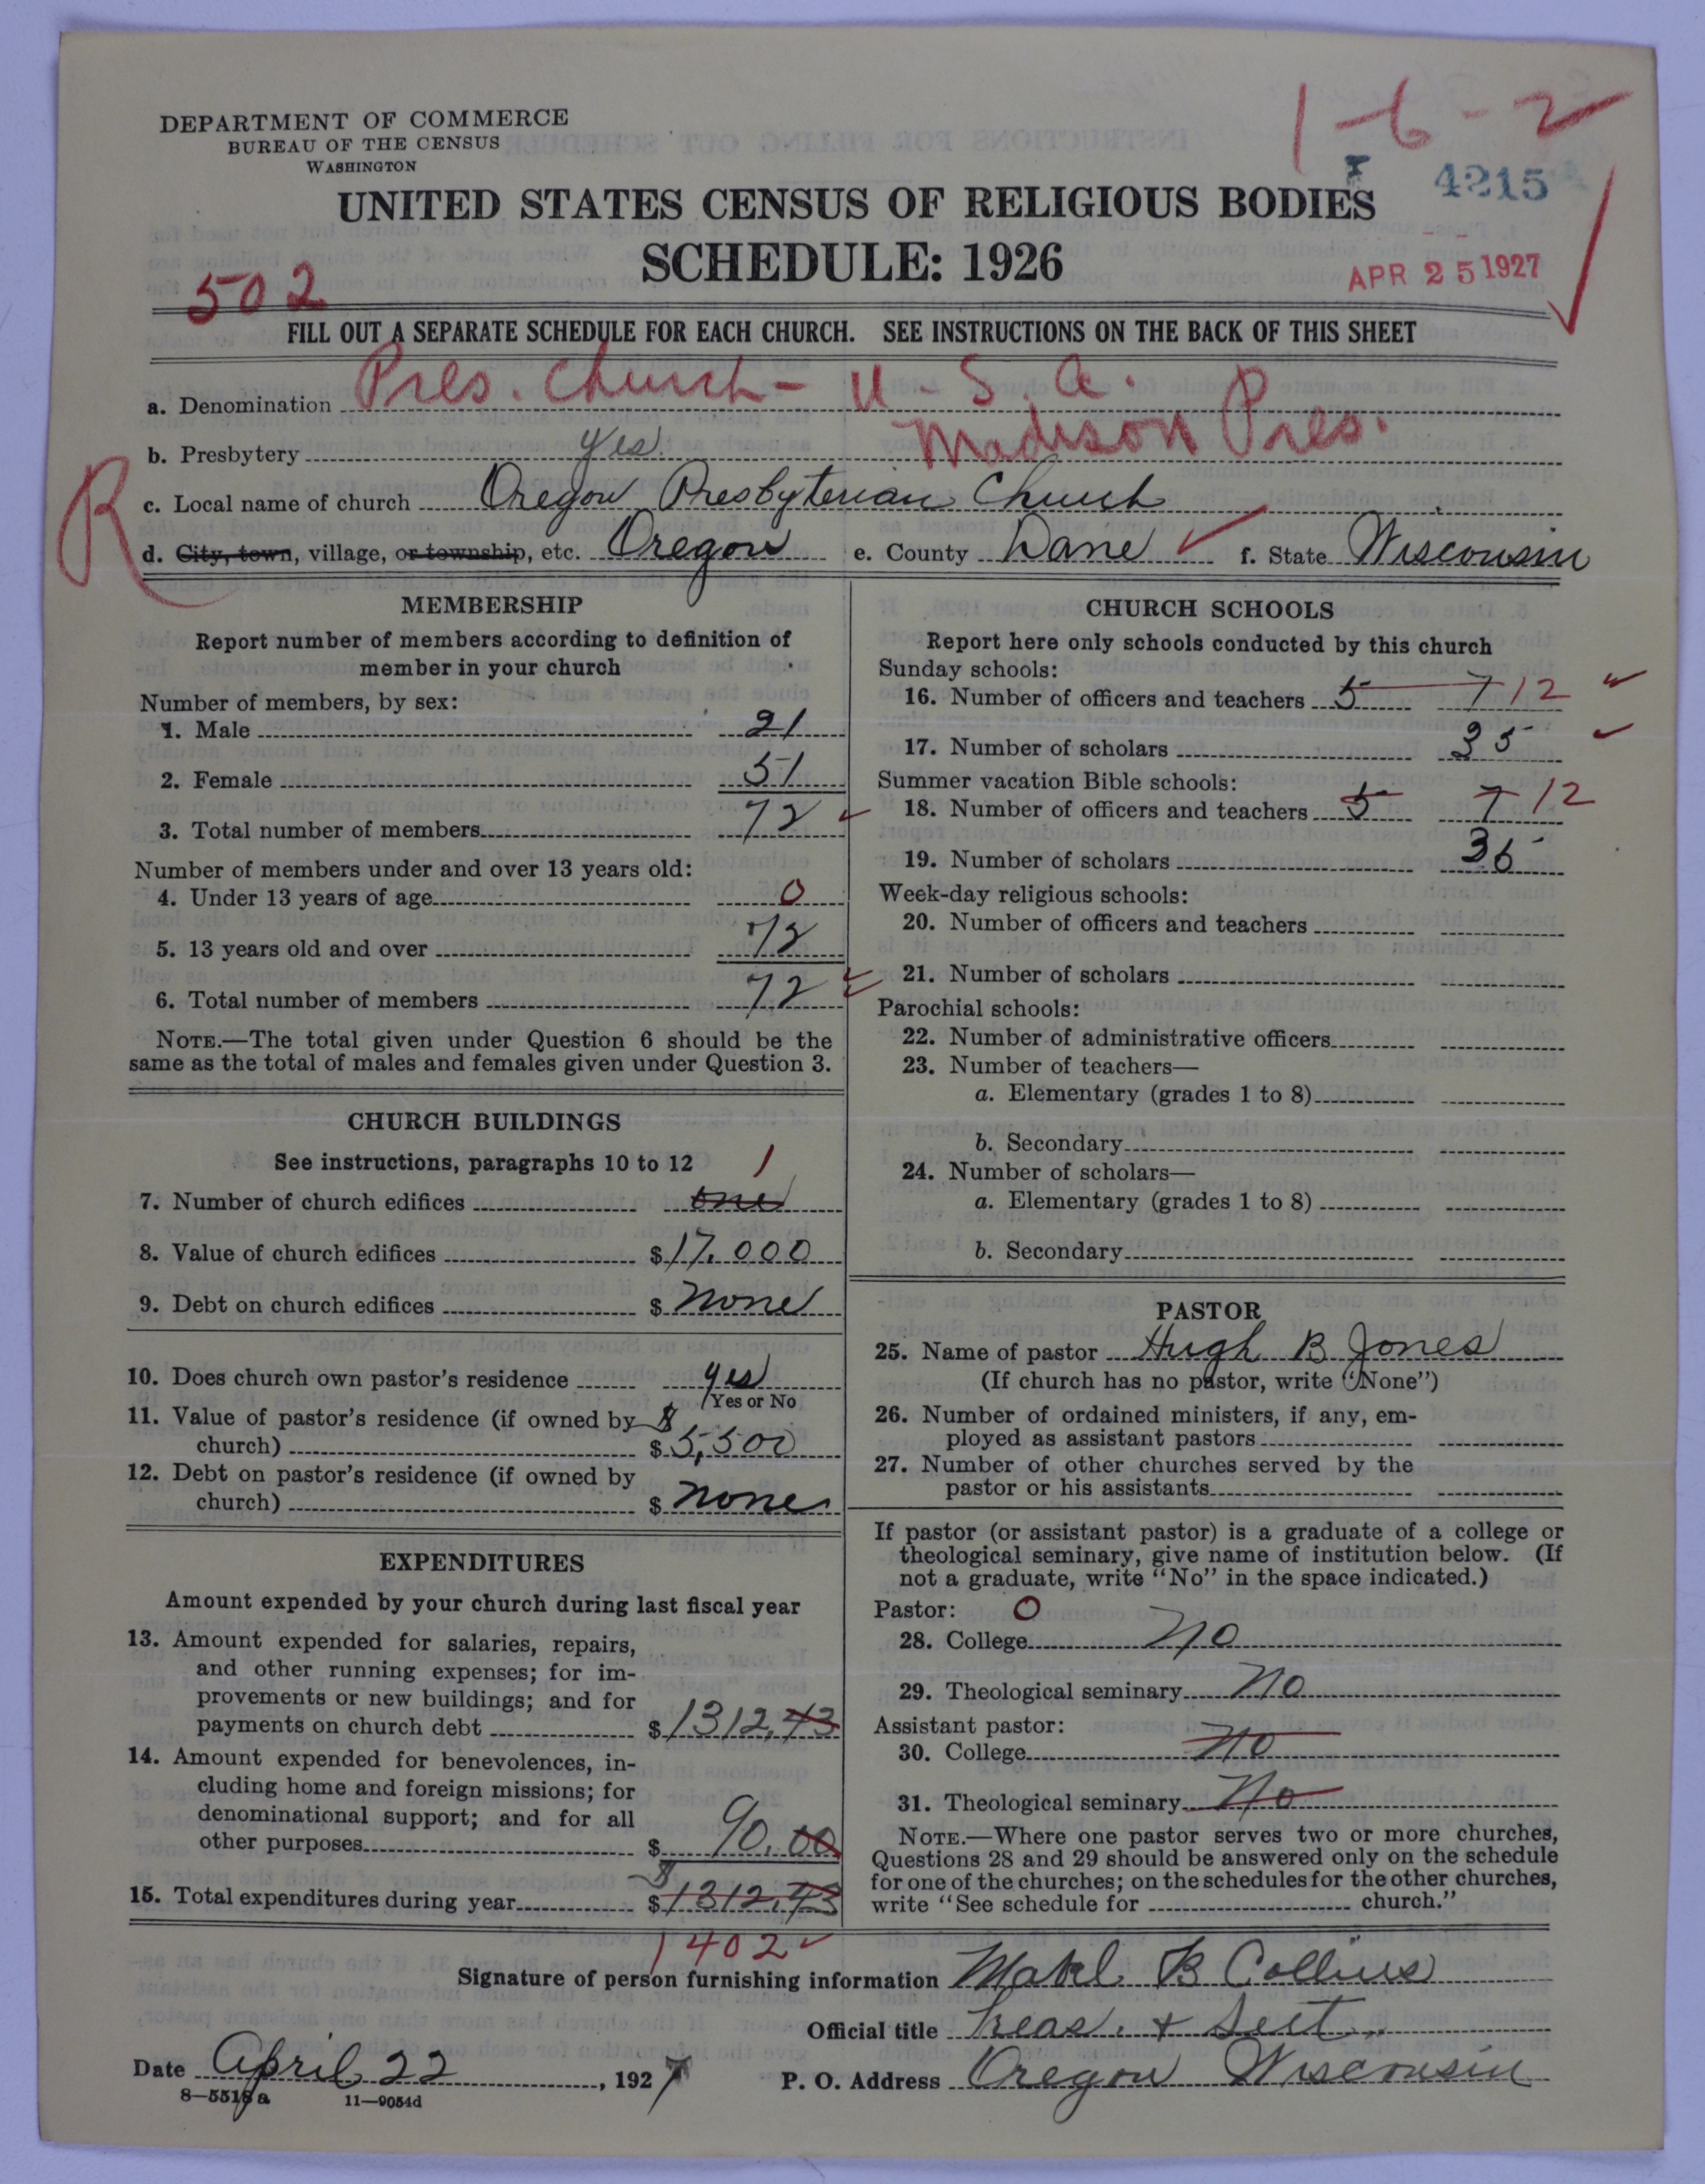 1-6-2
DEPARTMENT OF COMMERCE
BUREAU OF THE CENSUS
WASHINGTON
4215
UNITED STATES CENSUS OF RELIGIOUS BODIES
SCHEDULE: 1926
APR 25 1927
502
FILL OUT A SEPARATE SCHEDULE FOR EACH CHURCH. SEE INSTRUCTIONS ON THE BACK OF THIS SHEET
a. Denomination Pres. Church - U. S. A.
b. Presbytery yes. Madison Pres.
R
c. Local name of church Oregon Presbyterian Church
d. City, town, village, or township, etc. Oregon e. County Dane f. State Wisconsin
MEMBERSHIP
Report number of members according to definition of
member in your church
Number of members, by sex:
1. Male 21
2. Female 51
3. Total number of members 72
Number of members under and over 13 years old:
4. Under 13 years of age 0
5. 13 years old and over 72
6. Total number of members 72
NOTE.—The total given under Question 6 should be the
same as the total of males and females given under Question 3.
CHURCH BUILDINGS
See instructions, paragraphs 10 to 12 1
7. Number of church edifices one
8. Value of church edifices $ 17,000
9. Debt on church edifices $ none
10. Does church own pastor's residence yes
Yes or No
11. Value of pastor's residence (if owned by $
church) $ 5,500
12. Debt on pastor's residence (if owned by
church) $ none
EXPENDITURES
Amount expended by your church during last fiscal year
13. Amount expended for salaries, repairs,
and other running expenses; for im-
provements or new buildings; and for
payments on church debt $ 1312.43
14. Amount expended for benevolences, in-
cluding home and foreign missions; for
denominational support; and for all
other purposes $ 90.00
15. Total expenditures during year $ 1312.43
1402
CHURCH SCHOOLS
Report here only schools conducted by this church
Sunday schools:
16. Number of officers and teachers 5 7 12
17. Number of scholars 35
Summer vacation Bible schools:
18. Number of officers and teachers 5 7 12
19. Number of scholars 35
Week-day religious schools:
20. Number of officers and teachers
21. Number of scholars
Parochial schools:
22. Number of administrative officers
23. Number of teachers—
a. Elementary (grades 1 to 8)
b. Secondary
24. Number of scholars—
a. Elementary (grades 1 to 8)
b. Secondary
PASTOR
25. Name of pastor Hugh B Jones
(If church has no pastor, write "None")
26. Number of ordained ministers, if any, em-
ployed as assistant pastors
27. Number of other churches served by the
pastor or his assistants
If pastor (or assistant pastor) is a graduate of a college or
theological seminary, give name of institution below. (If
not a graduate, write "No" in the space indicated.)
Pastor: 0
28. College No
29. Theological seminary No
Assistant pastor:
30. College No
31. Theological seminary No
NOTE.—Where one pastor serves two or more churches,
Questions 28 and 29 should be answered only on the schedule
for one of the churches; on the schedules for the other churches,
write "See schedule for church."
Signature of person furnishing information Mabel B Collins
Official title Treas. &
Date April 22, 1927 P. O. Address Oregon Wisconsin
8—5518a 11—9054d